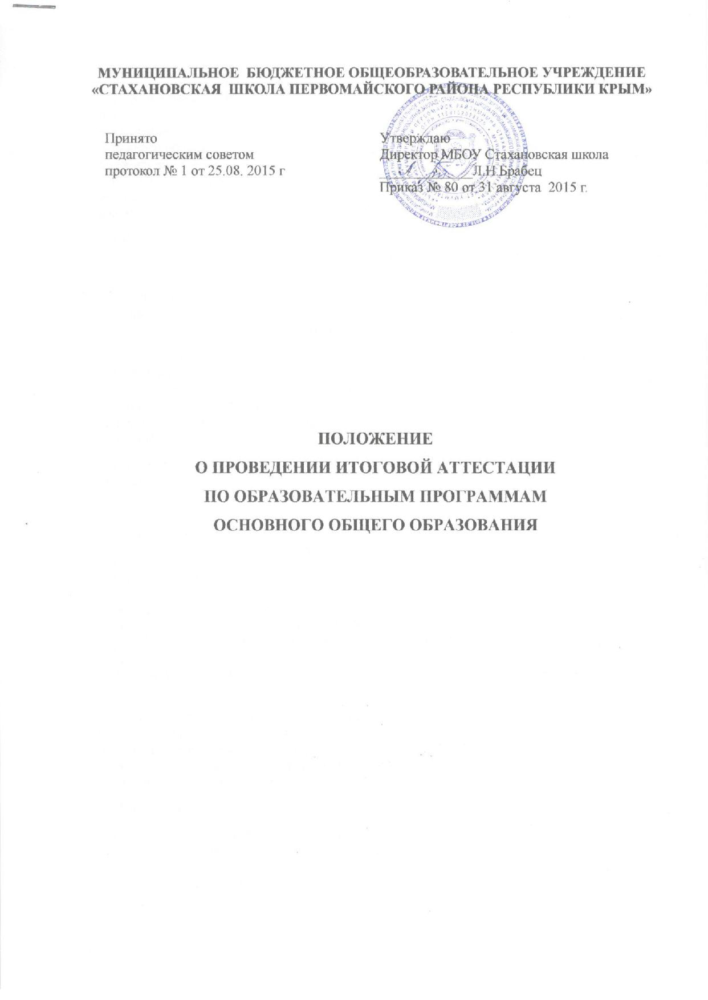 МУНИЦИПАЛЬНОЕ БЮДЖЕТНОЕ ОБЩЕОБРАЗОВАТЕЛЬНОЕ УЧРЕЖДЕНИЕ
«СТАХАНОВСКАЯ ШКОЛА ПЕРВОМАЙСКОГО РАЙОНА РЕСПУБЛИКИ КРЫМ»
Принято
педагогическим советом
протокол № 1 от 25.08. 2015 г
Утверждаю
Директор МБОУ Стахановская школа
_____________Л.Н.Брабец
Приказ № 80 от 31 августа 2015 г.
ПОЛОЖЕНИЕ
О ПРОВЕДЕНИИ ИТОГОВОЙ АТТЕСТАЦИИ
ПО ОБРАЗОВАТЕЛЬНЫМ ПРОГРАММАМ
ОСНОВНОГО ОБЩЕГО ОБРАЗОВАНИЯ